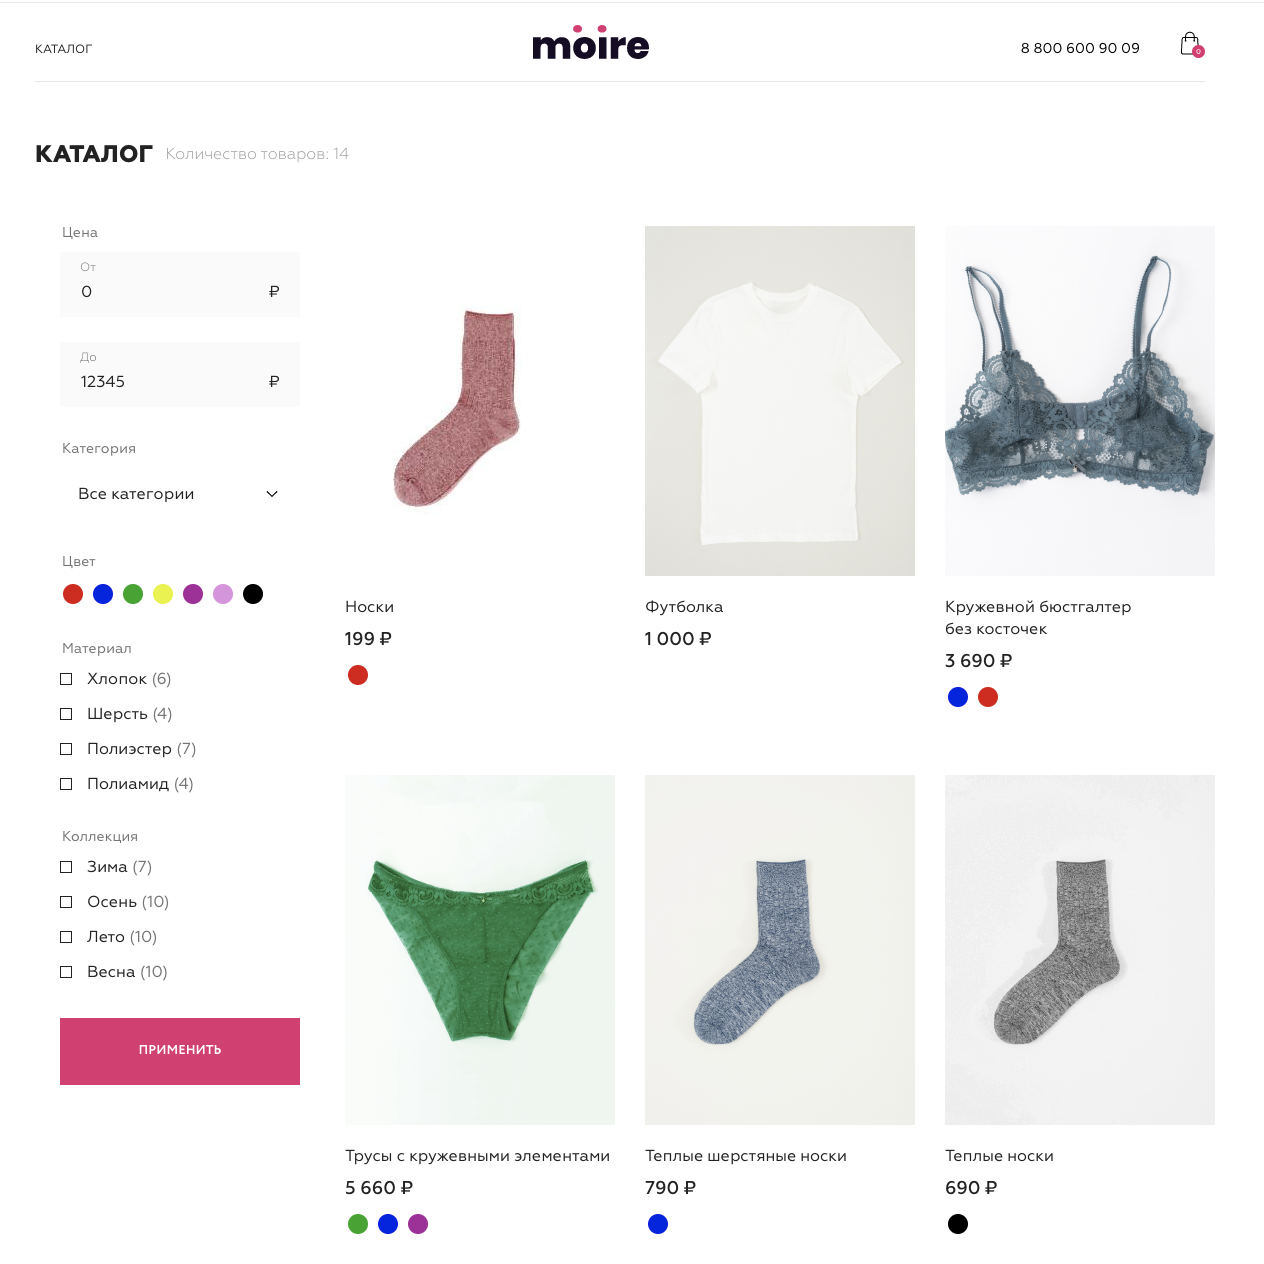 КАТАЛОГ
moire
8 800 600 90 09
0
КАТАЛОГ
Количество товаров: 14
Цена
От
0 ₽
До
12345 ₽
Категория
Все категории
Цвет
Материал
Хлопок (6)
Шерсть (4)
Полиэстер (7)
Полиамид (4)
Коллекция
Зима (7)
Осень (10)
Лето (10)
Весна (10)
ПРИМЕНИТЬ
Носки
199 ₽
Футболка
1 000 ₽
Кружевной бюстгалтер
без косточек
3 690 ₽
Трусы с кружевными элементами
5 660 ₽
Теплые шерстяные носки
790 ₽
Теплые носки
690 ₽